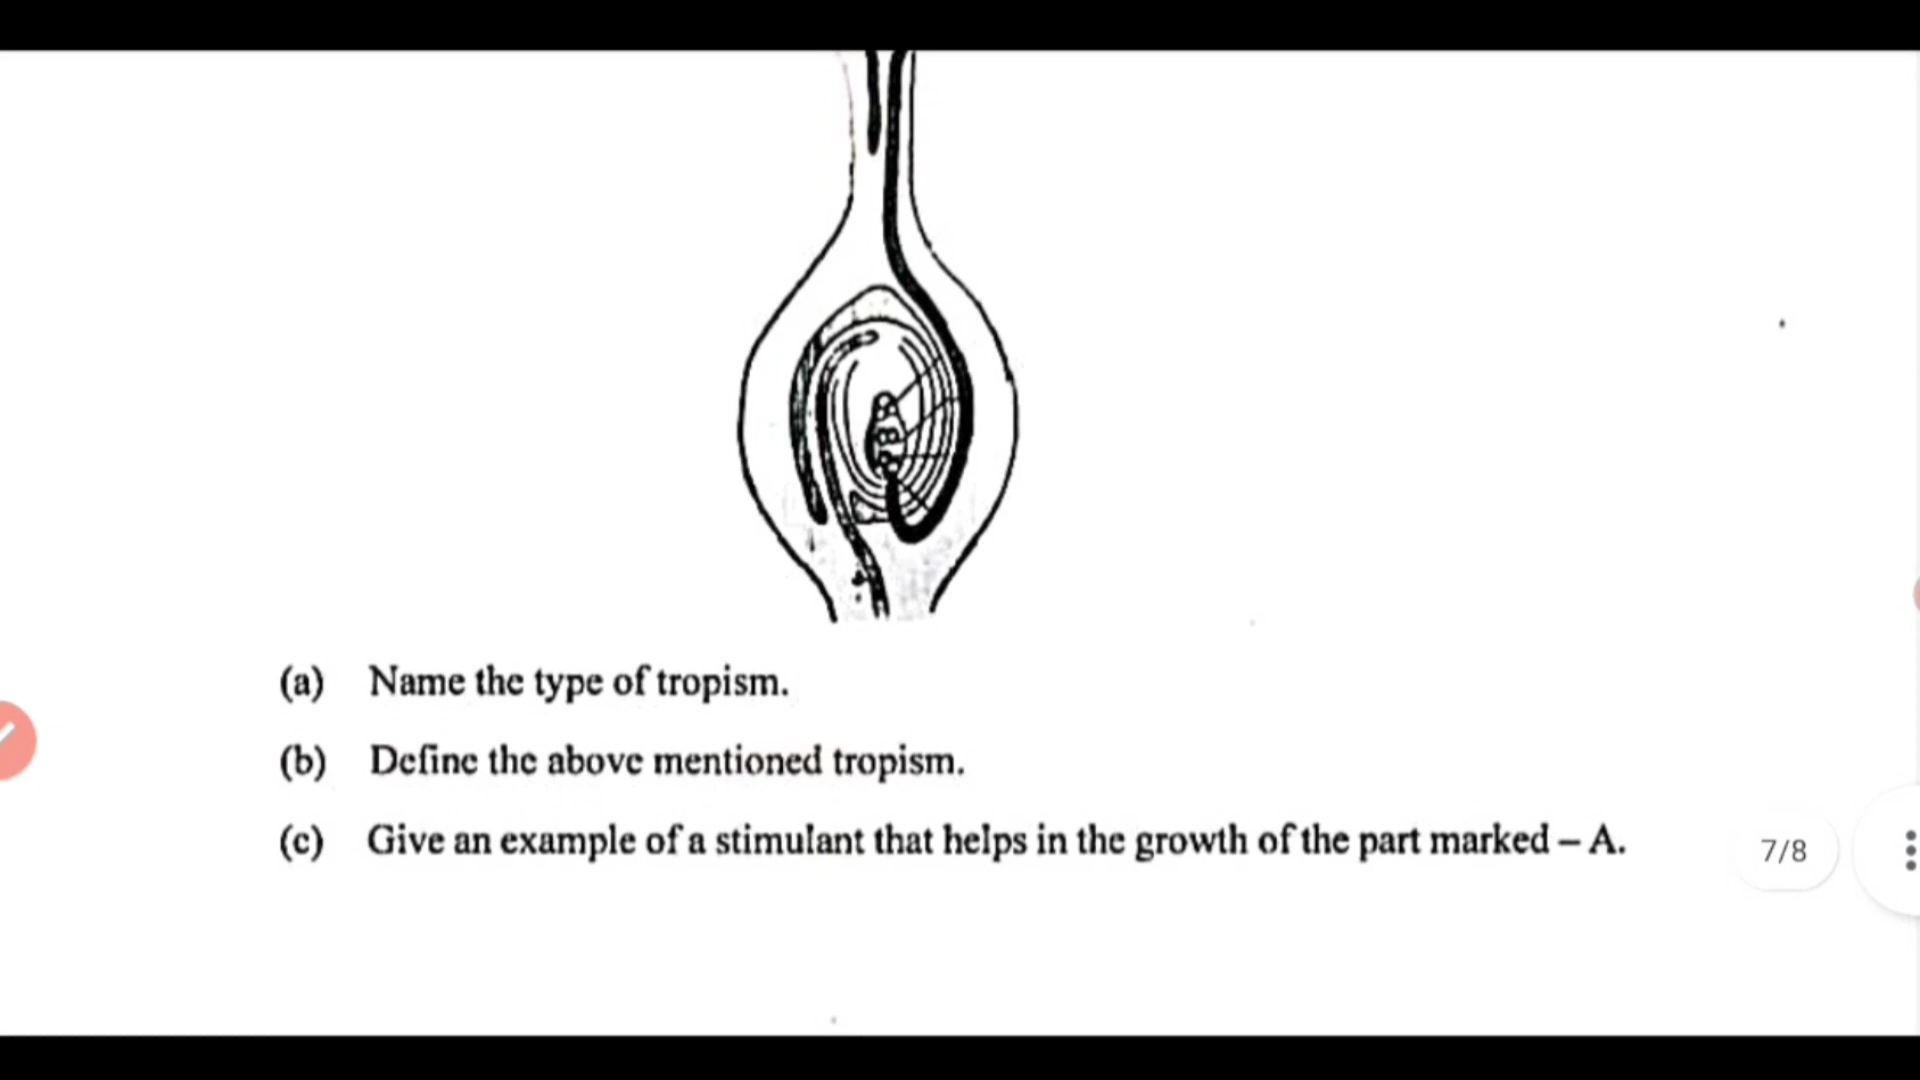 (a) Name the type of tropism.
(b) Define the above mentioned tropism.
(c) Give an example of a stimulant that helps in the growth of the part marked – A.
7/8